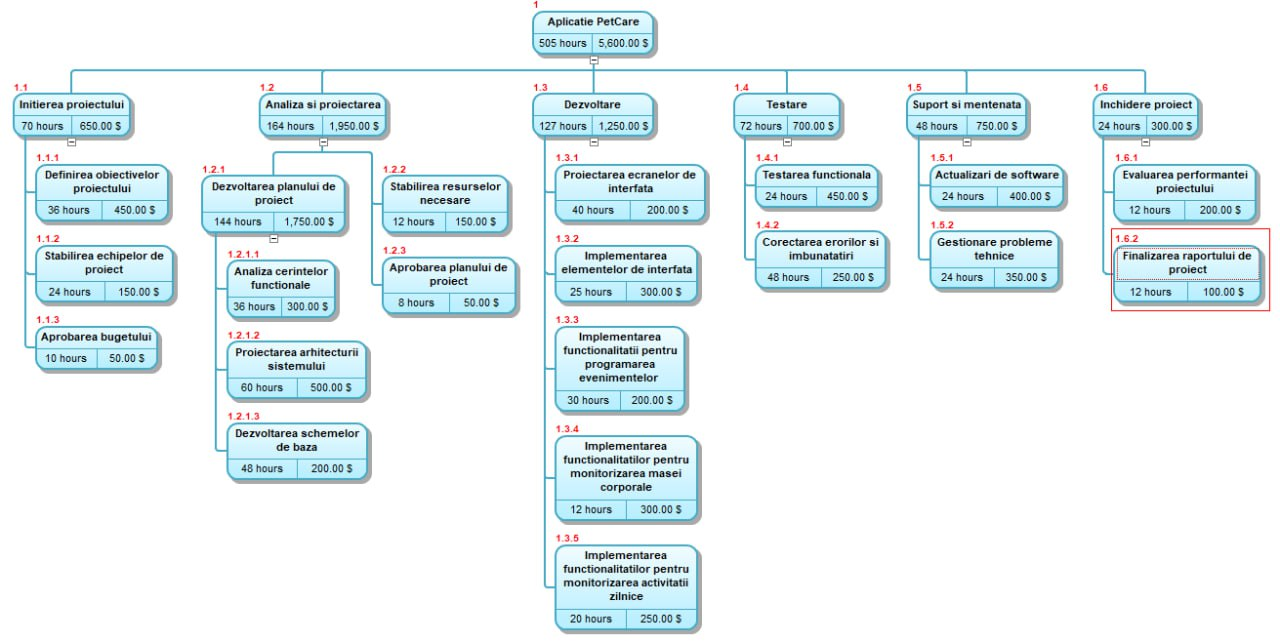 1
Aplicatie PetCare
505 hours 5,600.00 $
1.1
Initierea proiectului
70 hours 650.00 $
1.1.1
Definirea obiectivelor
proiectului
36 hours 450.00 $
1.1.2
Stabilirea echipelor de
proiect
24 hours 150.00 $
1.1.3
Aprobarea bugetului
10 hours 50.00 $
1.2
Analiza si proiectarea
164 hours 1,950.00 $
1.2.1
Dezvoltarea planului de
proiect
144 hours 1,750.00 $
1.2.1.1
Analiza cerintelor
functionale
36 hours 300.00 $
1.2.1.2
Proiectarea arhitecturii
sistemului
60 hours 500.00 $
1.2.1.3
Dezvoltarea schemelor
de baza
48 hours 200.00 $
1.2.2
Stabilirea resurselor
necesare
12 hours 150.00 $
1.2.3
Aprobarea planului de
proiect
8 hours 50.00 $
1.3
Dezvoltare
127 hours 1,250.00 $
1.3.1
Proiectarea ecranelor de
interfata
40 hours 200.00 $
1.3.2
Implementarea
elementelor de interfata
25 hours 300.00 $
1.3.3
Implementarea
functionalitatii pentru
programarea
evenimentelor
30 hours 200.00 $
1.3.4
Implementarea
functionalitatilor pentru
monitorizarea masei
corporale
12 hours 300.00 $
1.3.5
Implementarea
functionalitatilor pentru
monitorizarea activitatii
zilnice
20 hours 250.00 $
1.4
Testare
72 hours 700.00 $
1.4.1
Testarea functionala
24 hours 450.00 $
1.4.2
Corectarea erorilor si
imbunatatiri
48 hours 250.00 $
1.5
Suport si mentenata
48 hours 750.00 $
1.5.1
Actualizari de software
24 hours 400.00 $
1.5.2
Gestionare probleme
tehnice
24 hours 350.00 $
1.6
Inchidere proiect
24 hours 300.00 $
1.6.1
Evaluarea performantei
proiectului
12 hours 200.00 $
1.6.2
Finalizarea raportului de
proiect
12 hours 100.00 $